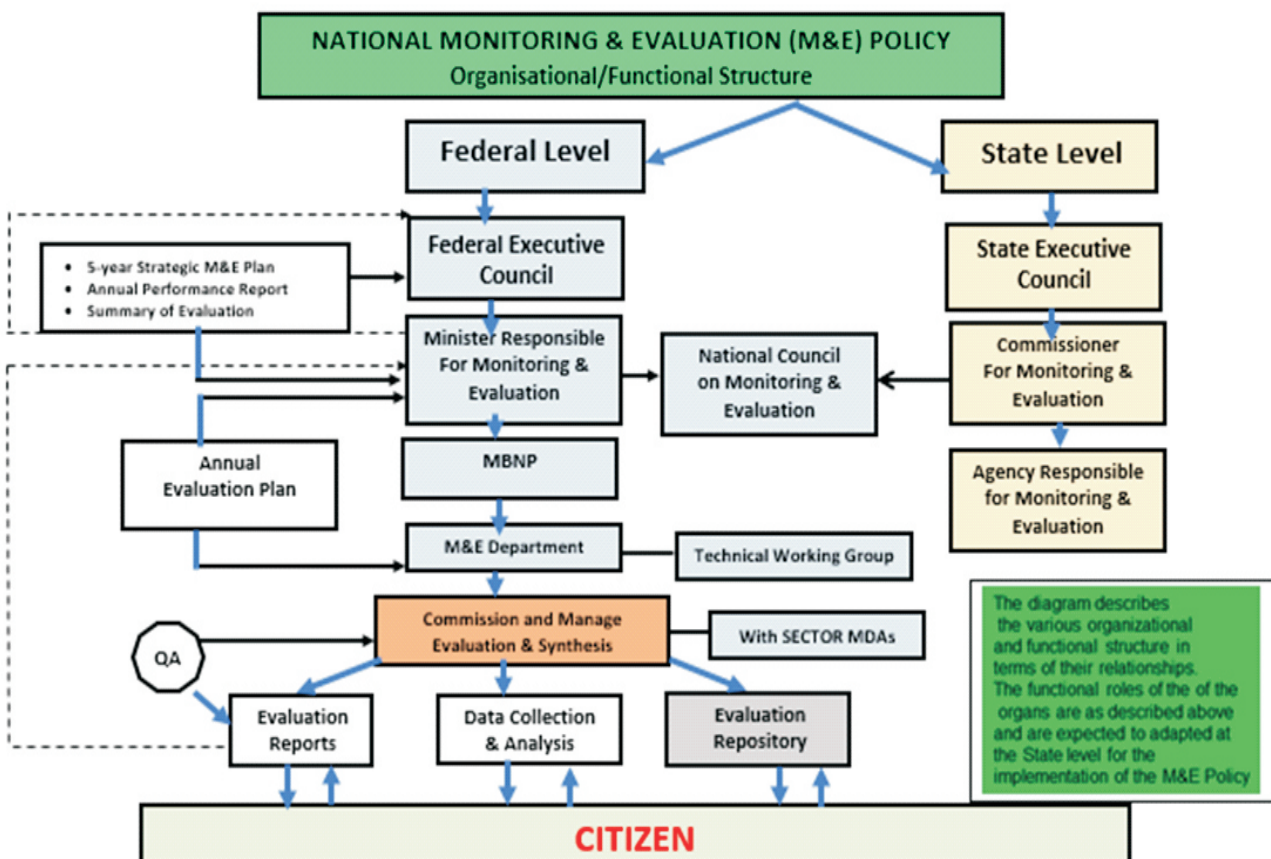 NATIONAL MONITORING & EVALUATION (M&E) POLICY
Organisational/Functional Structure
Federal Level
State Level
Federal Executive
Council
State Executive
Council
• 5-year Strategic M&E Plan
• Annual Performance Report
• Summary of Evaluation
Minister Responsible
For Monitoring &
Evaluation
National Council
on Monitoring &
Evaluation
Commissioner
For Monitoring &
Evaluation
Annual
Evaluation Plan
MBNP
Agency Responsible
for Monitoring &
Evaluation
M&E Department
Technical Working Group
Commission and Manage
Evaluation & Synthesis
With SECTOR MDAs
QA
Evaluation
Reports
Data Collection
& Analysis
Evaluation
Repository
The diagram describes
the various organizational
and functional structure in
terms of their relationships.
The functional roles of the of the
organs are as described above
and are expected to adapted at
the State level for the
implementation of the M&E Policy
CITIZEN